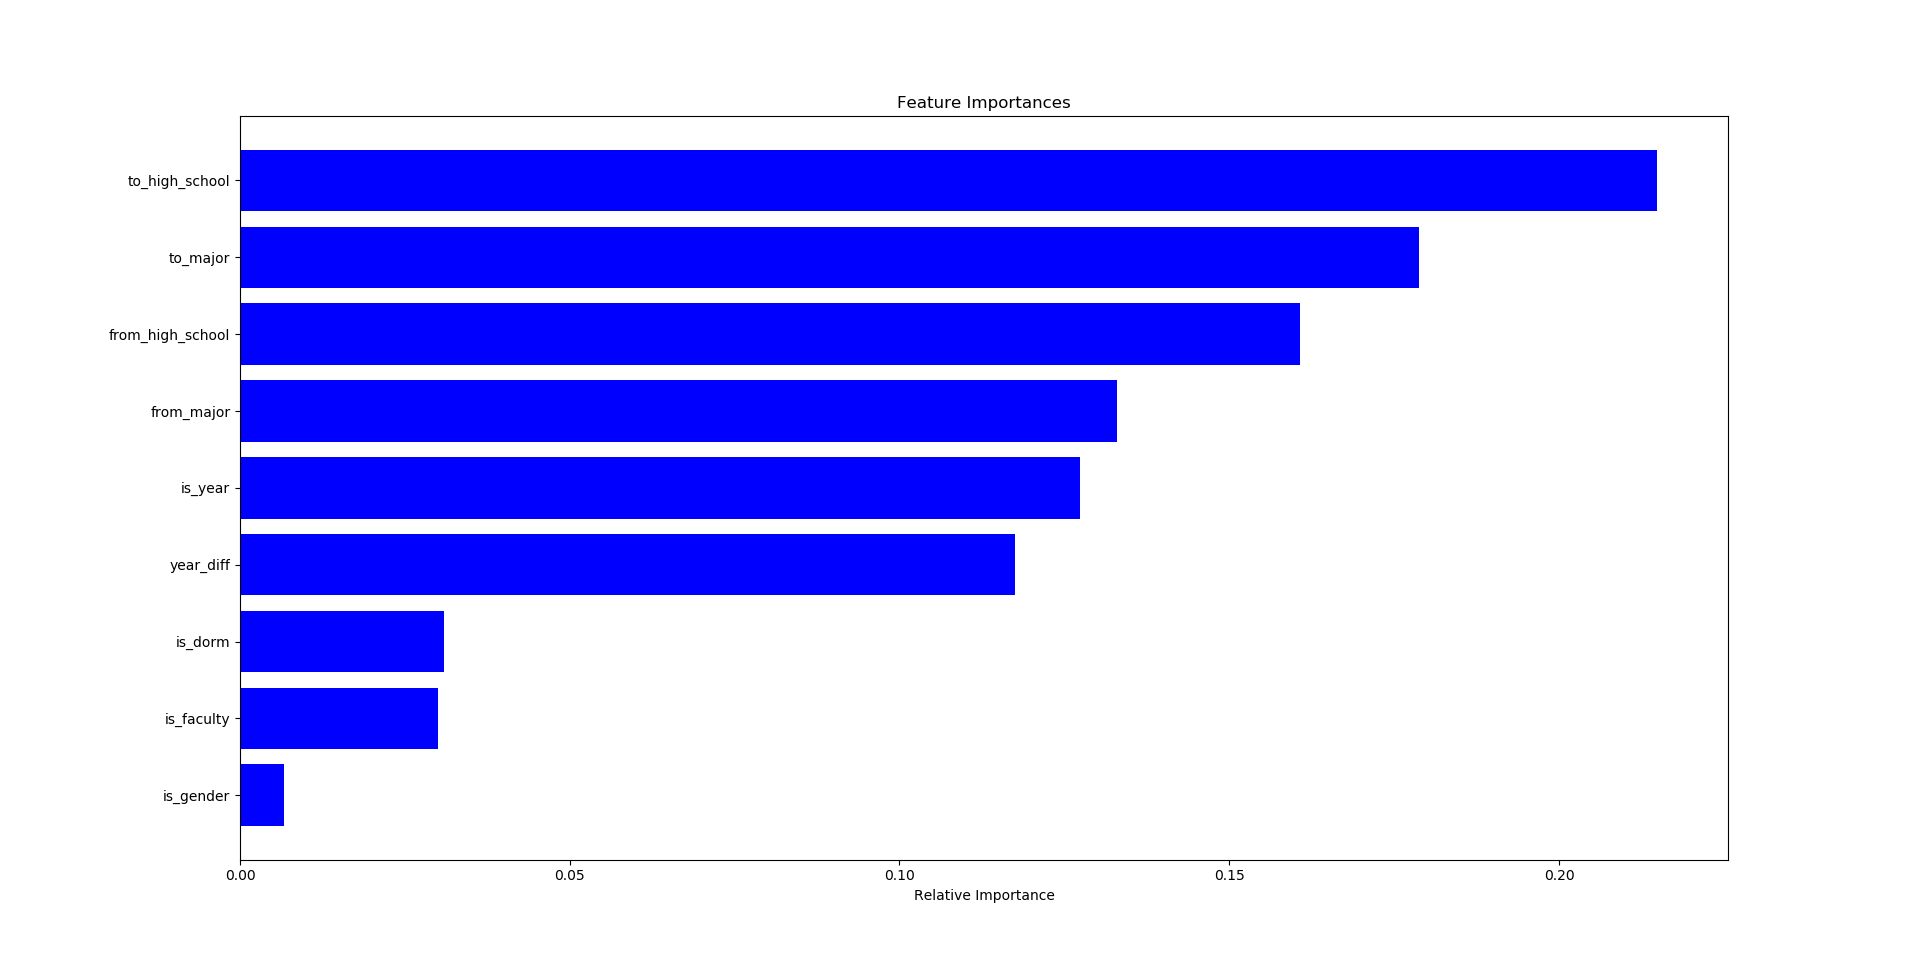 Feature Importances
to_high_school
to_major
from_high_school
from_major
is_year
year_diff
is_dorm
is_faculty
is_gender
0.00 0.05 0.10 0.15 0.20
Relative Importance